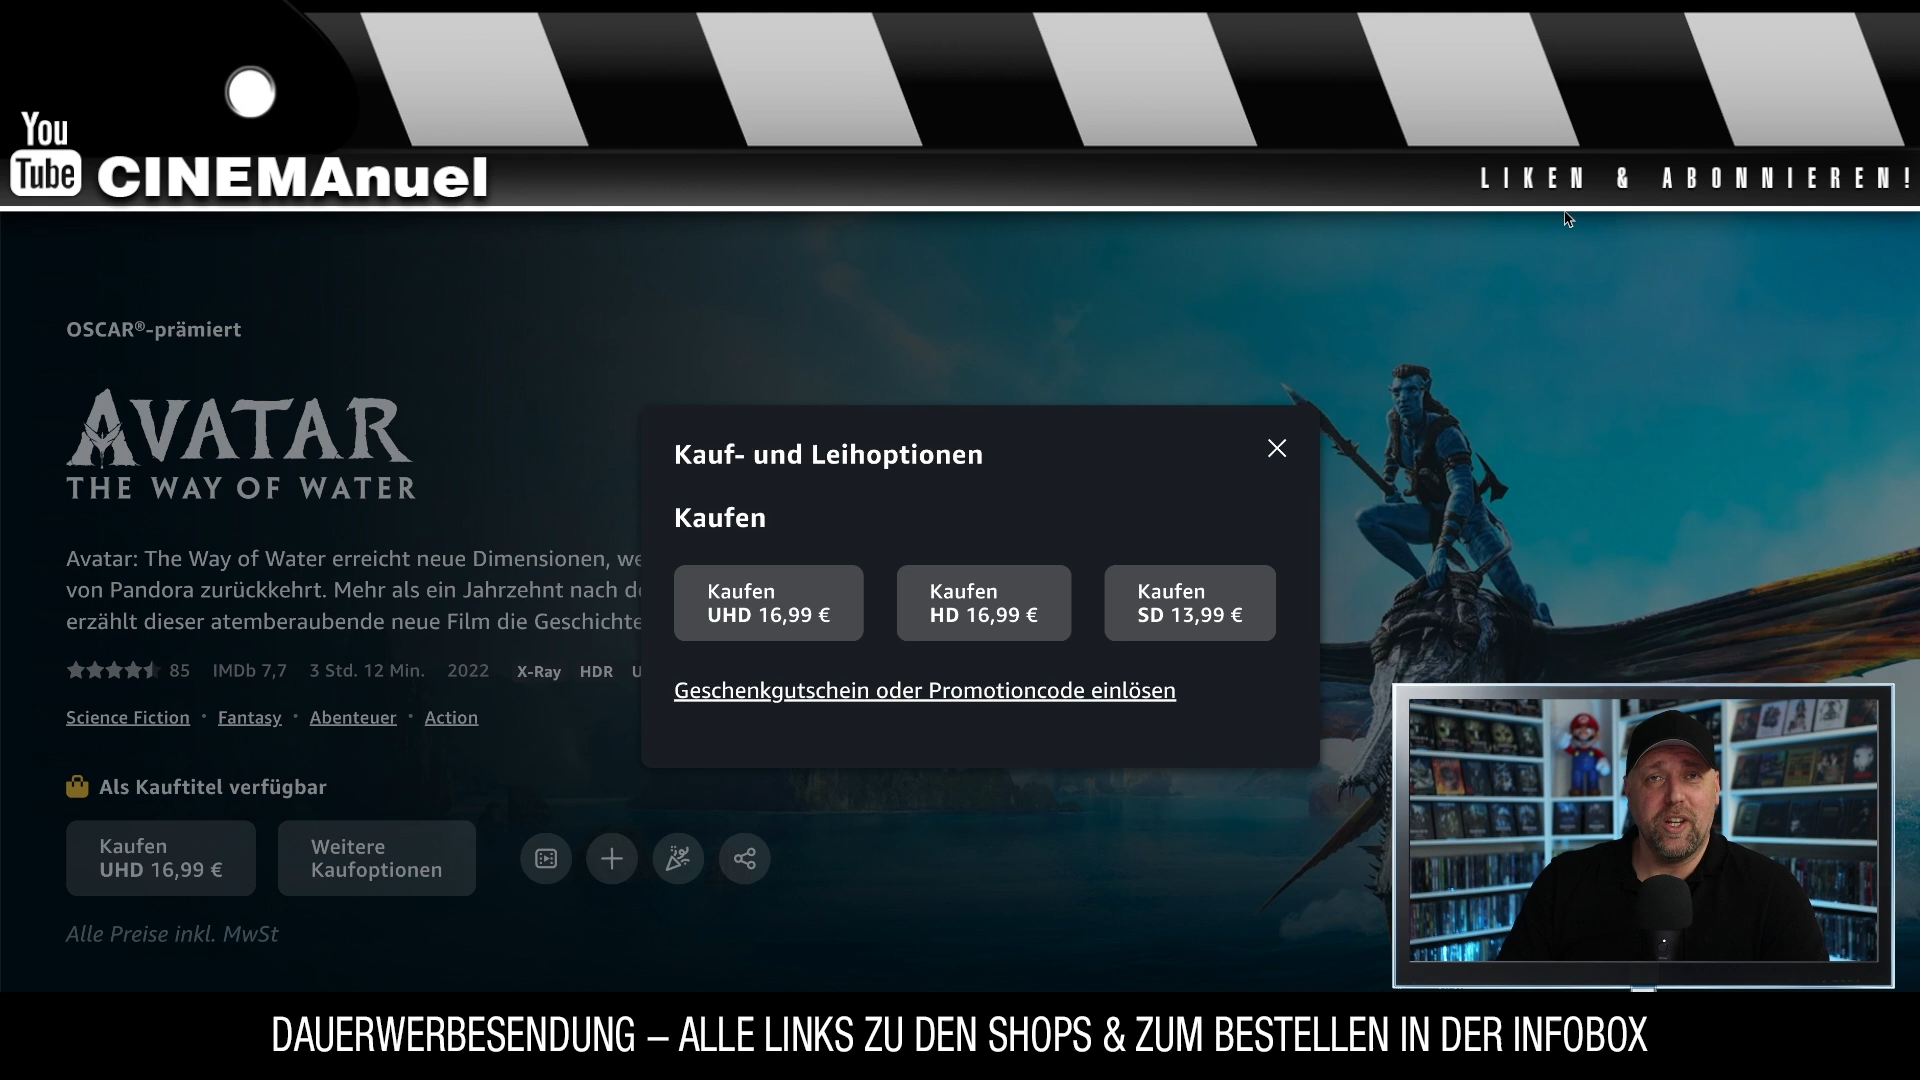 You
Tube CINEMAnuel
LIKEN & ABONNIEREN!
OSCAR®-prämiert
AVATAR
THE WAY OF WATER
Avatar: The Way of Water erreicht neue Dimensionen, we
von Pandora zurückkehrt. Mehr als ein Jahrzehnt nach d
erzählt dieser atemberaubende neue Film die Geschichte
85 IMDb 7,7 3 Std. 12 Min. 2022 X-Ray HDR U
Science Fiction · Fantasy · Abenteuer · Action
Als Kauftitel verfügbar
Kaufen
UHD 16,99 €
Weitere
Kaufoptionen
Alle Preise inkl. MwSt
Kauf- und Leihoptionen
Kaufen
Kaufen
UHD 16,99 €
Kaufen
HD 16,99 €
Kaufen
SD 13,99 €
Geschenkgutschein oder Promotioncode einlösen
DAUERWERBESENDUNG – ALLE LINKS ZU DEN SHOPS & ZUM BESTELLEN IN DER INFOBOX